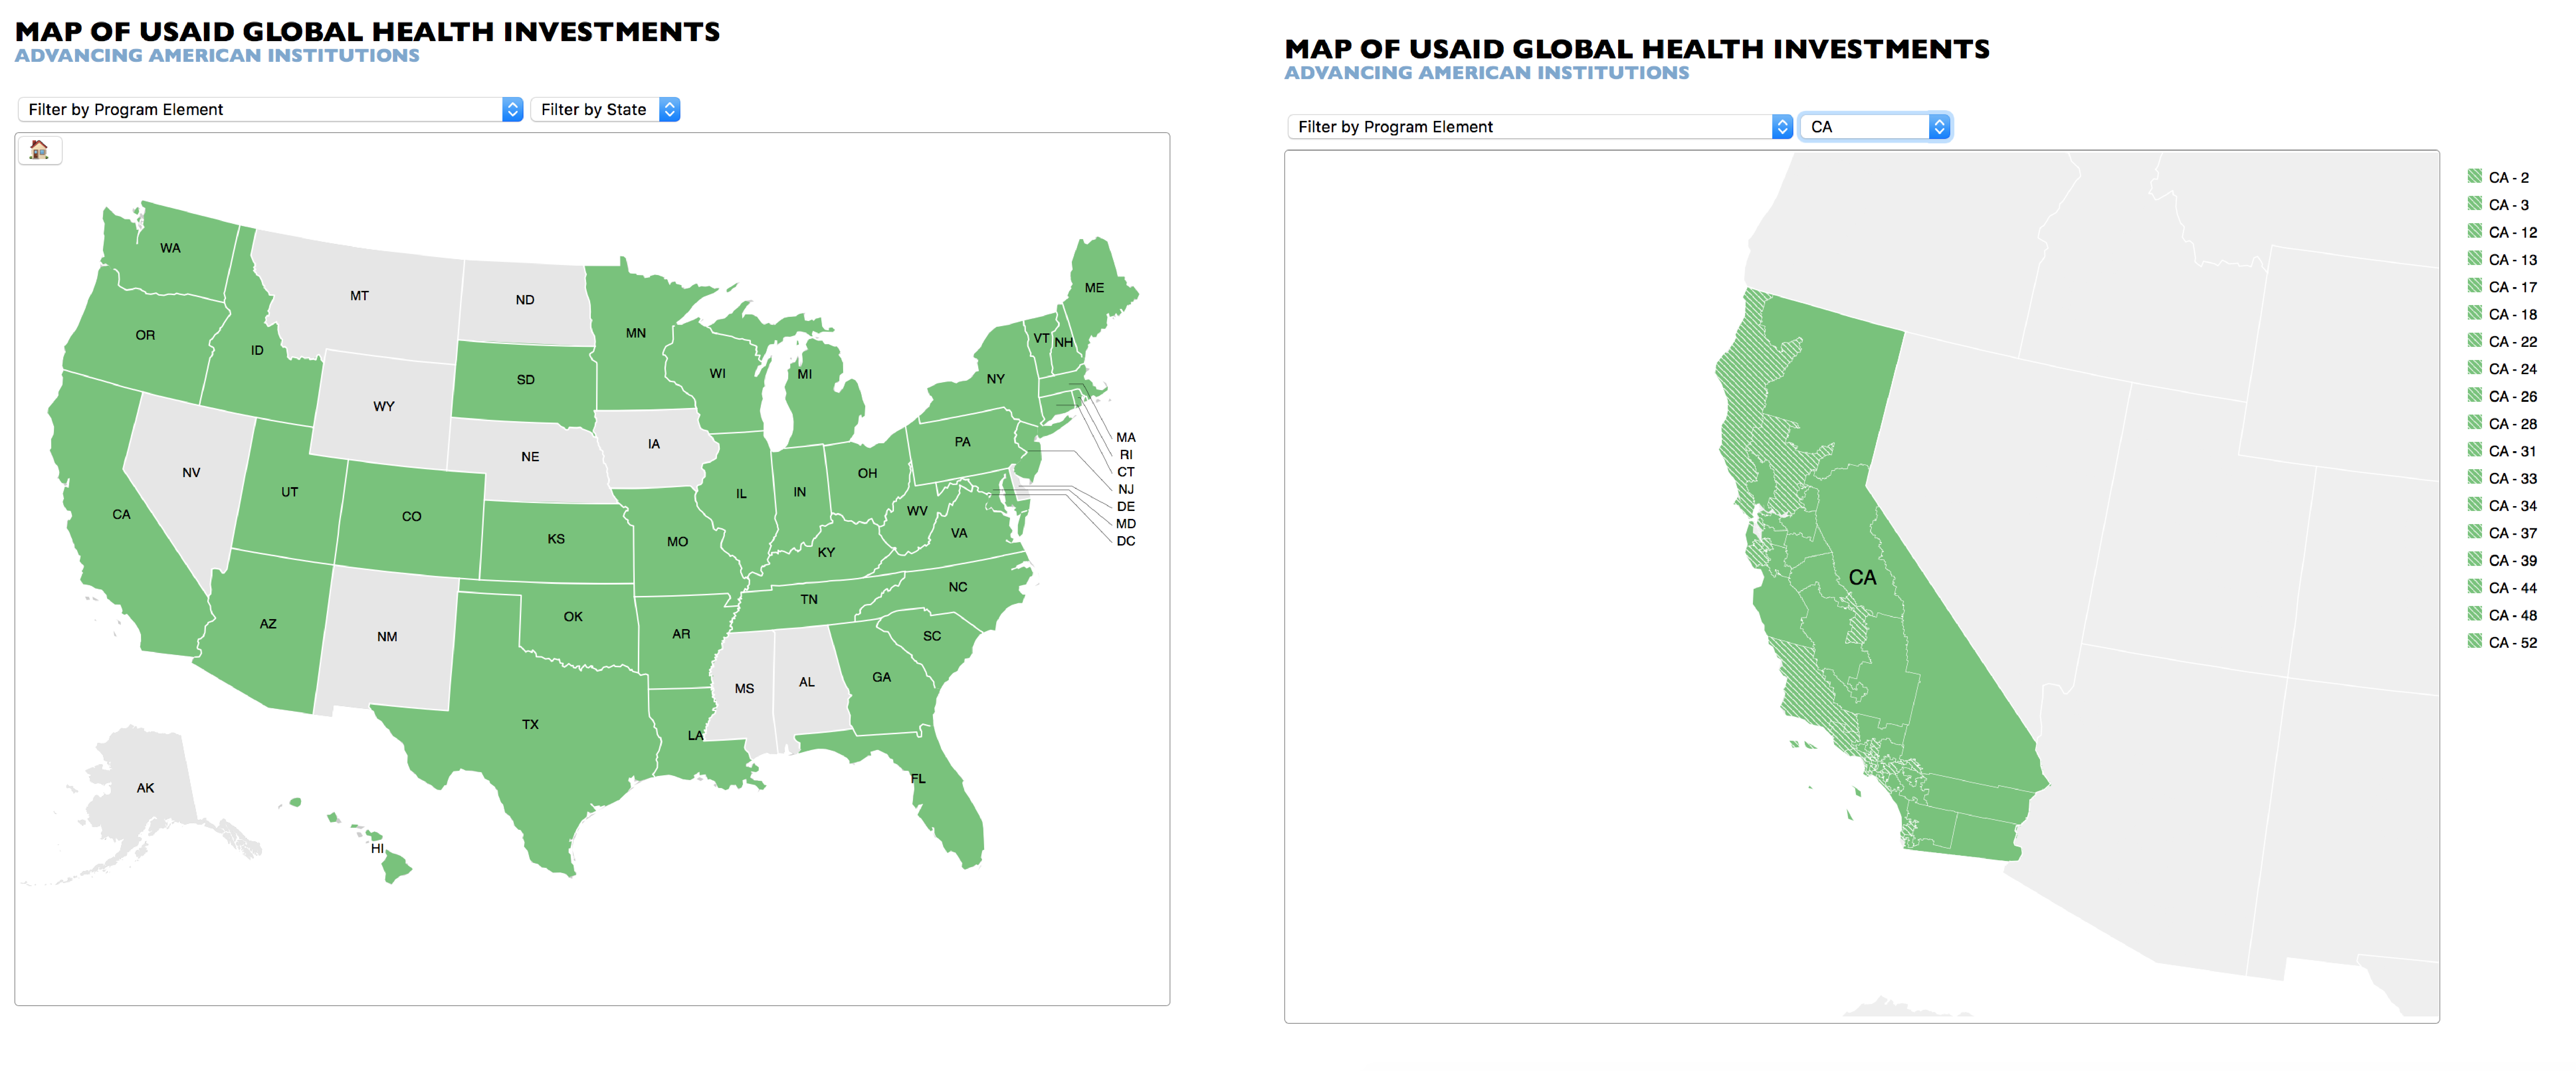 MAP OF USAID GLOBAL HEALTH INVESTMENTS
ADVANCING AMERICAN INSTITUTIONS
Filter by Program Element
Filter by State
WA
MT
ND
ME
OR
ID
MN
VT
NH
SD
WI
MI
NY
WY
MA
IA
PA
RI
NV
NE
CT
OH
NJ
UT
IL
IN
DE
CA
CO
WV
MD
VA
KS
MO
DC
KY
NC
TN
OK
AZ
AR
SC
NM
GA
AL
MS
TX
LA
FL
AK
HI
MAP OF USAID GLOBAL HEALTH INVESTMENTS
ADVANCING AMERICAN INSTITUTIONS
Filter by Program Element
CA
CA
CA - 2
CA - 3
CA - 12
CA - 13
CA - 17
CA - 18
CA - 22
CA - 24
CA - 26
CA - 28
CA - 31
CA - 33
CA - 34
CA - 37
CA - 39
CA - 44
CA - 48
CA - 52